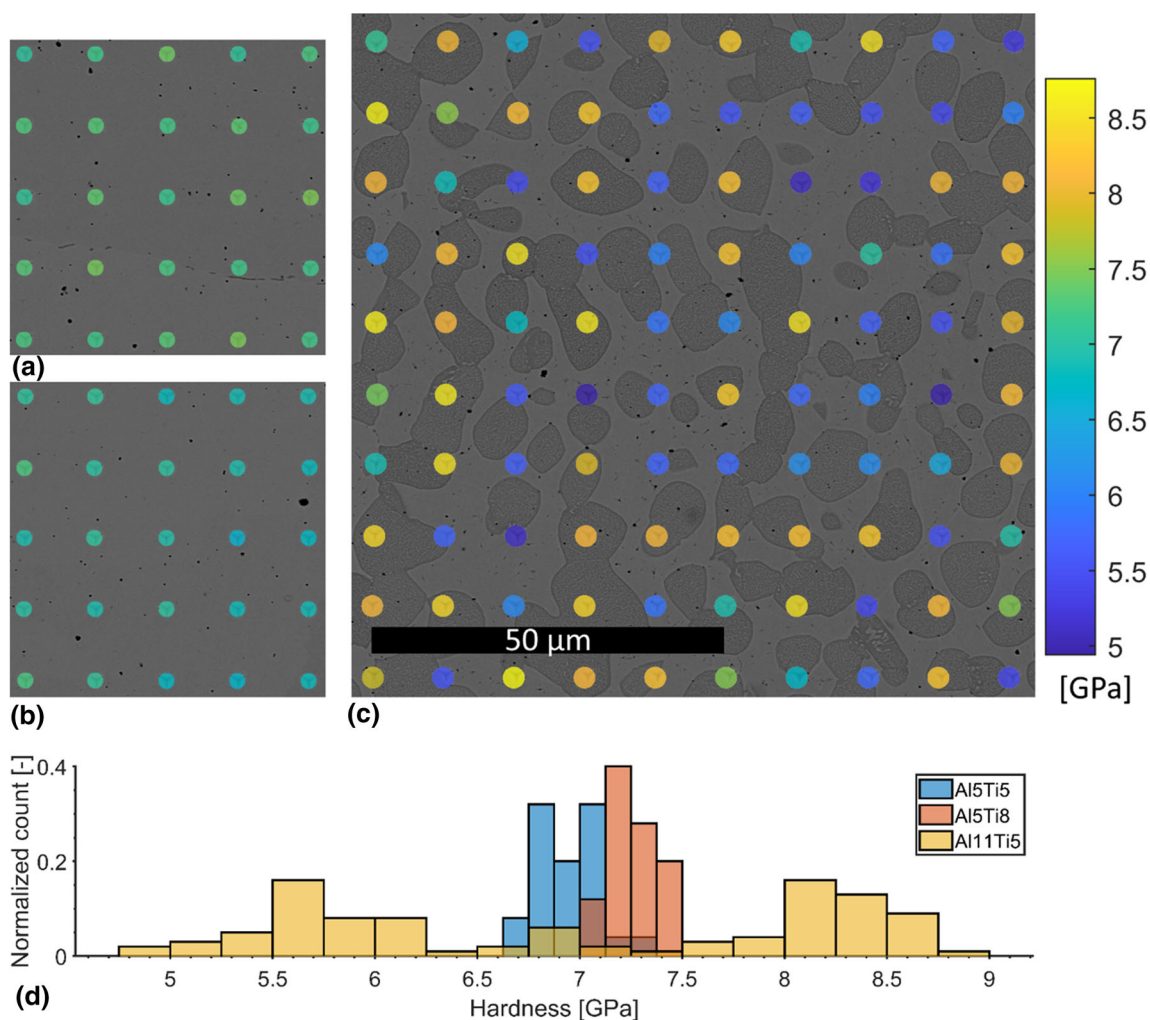 (a)
(b)
50 µm
(c)
8.5
8
7.5
7
6.5
6
5.5
5
[GPa]
Normalized count [-]
0.4
0.2
0
Al5Ti5
Al5Ti8
Al11Ti5
5
5.5
6
6.5
7
7.5
8
8.5
9
Hardness [GPa]
(d)